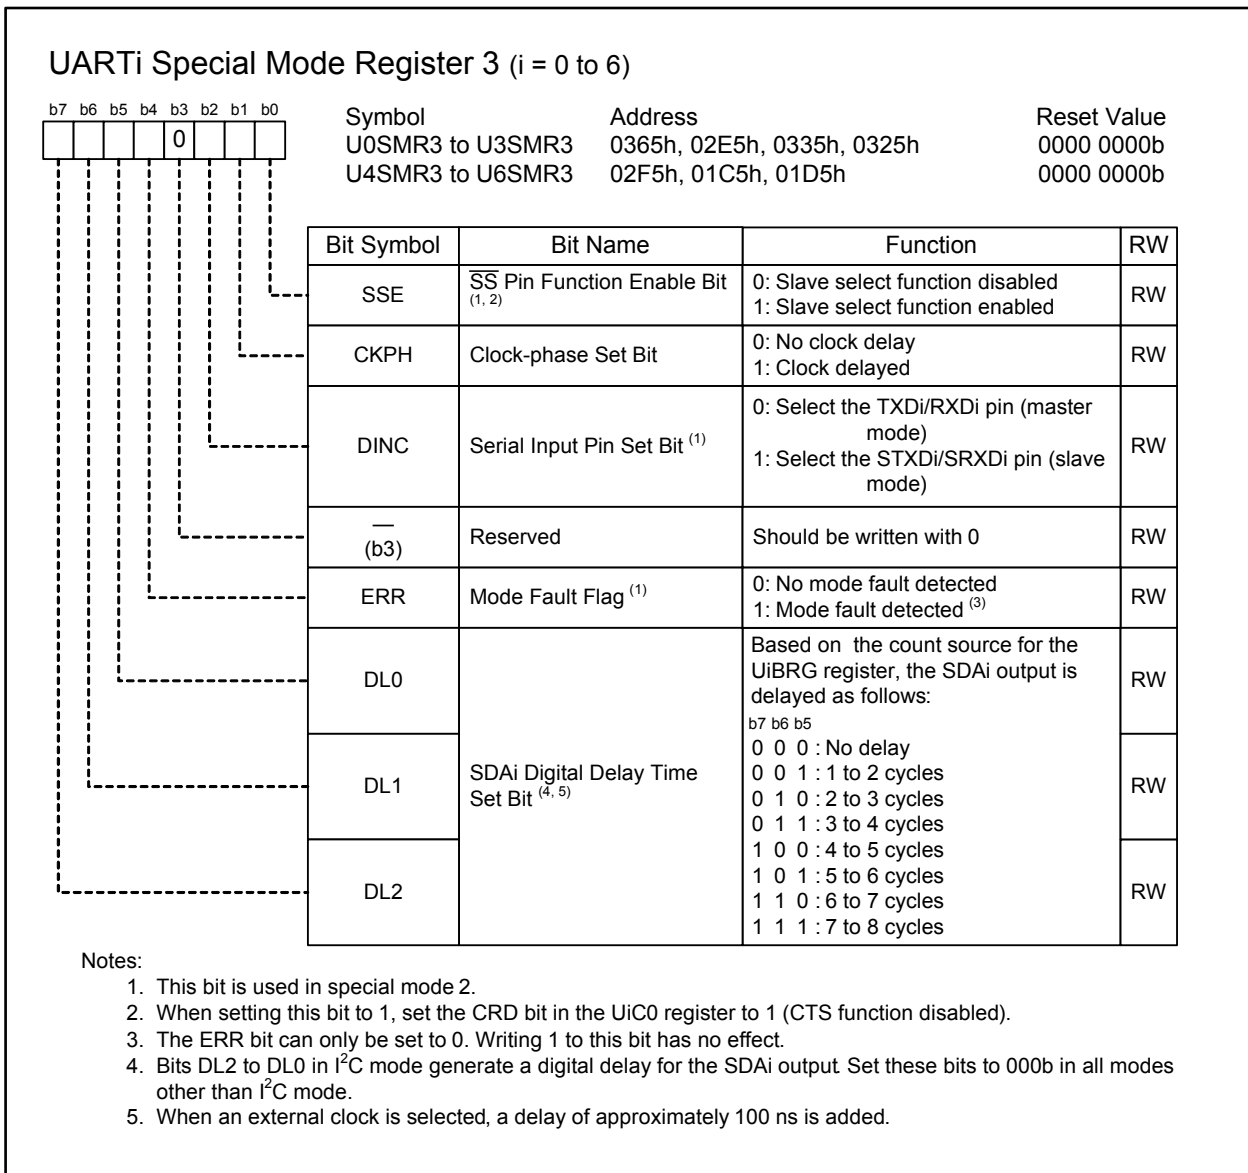 UARTi Special Mode Register 3 (i = 0 to 6)
b7 b6 b5 b4 b3 b2 b1 b0
0
Symbol Address Reset Value
U0SMR3 to U3SMR3 0365h, 02E5h, 0335h, 0325h 0000 0000b
U4SMR3 to U6SMR3 02F5h, 01C5h, 01D5h 0000 0000b
Bit Symbol Bit Name Function RW
SSE S̅S̅ Pin Function Enable Bit (1, 2) 0: Slave select function disabled RW
1: Slave select function enabled
CKPH Clock-phase Set Bit 0: No clock delay RW
1: Clock delayed
DINC Serial Input Pin Set Bit (1) 0: Select the TXDi/RXDi pin (master
mode)
1: Select the STXDi/SRXDi pin (slave
mode) RW
— (b3) Reserved Should be written with 0 RW
ERR Mode Fault Flag (1) 0: No mode fault detected RW
1: Mode fault detected (3)
DL0 RW
DL1 SDAi Digital Delay Time RW
Set Bit (4, 5)
DL2 RW
Based on the count source for the
UiBRG register, the SDAi output is
delayed as follows:
b7 b6 b5
0 0 0 : No delay
0 0 1 : 1 to 2 cycles
0 1 0 : 2 to 3 cycles
0 1 1 : 3 to 4 cycles
1 0 0 : 4 to 5 cycles
1 0 1 : 5 to 6 cycles
1 1 0 : 6 to 7 cycles
1 1 1 : 7 to 8 cycles
Notes:
1. This bit is used in special mode 2.
2. When setting this bit to 1, set the CRD bit in the UiC0 register to 1 (CTS function disabled).
3. The ERR bit can only be set to 0. Writing 1 to this bit has no effect.
4. Bits DL2 to DL0 in I²C mode generate a digital delay for the SDAi output. Set these bits to 000b in all modes
other than I²C mode.
5. When an external clock is selected, a delay of approximately 100 ns is added.